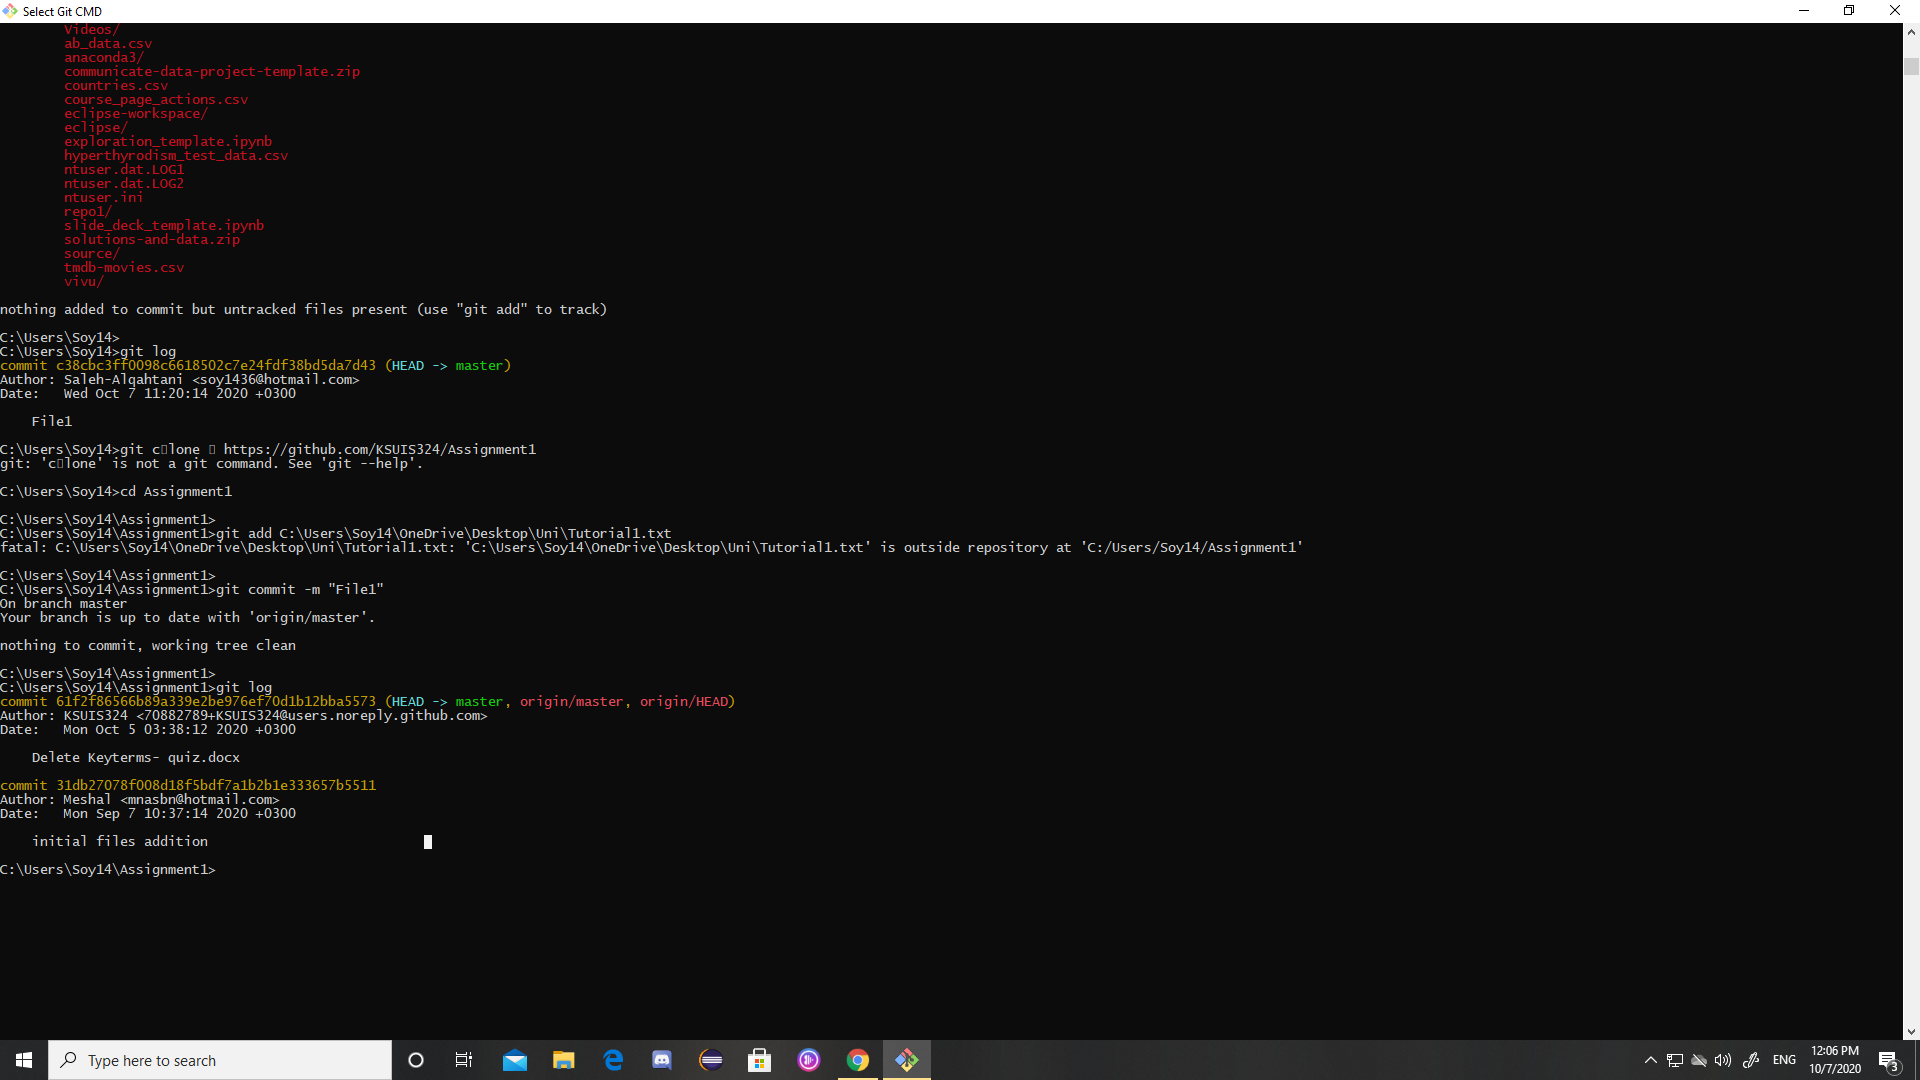 Select Git CMD
Videos/
ab_data.csv
anaconda3/
communicate-data-project-template.zip
countries.csv
course_page_actions.csv
eclipse-workspace/
eclipse/
exploration_template.ipynb
hyperthyrodism_test_data.csv
ntuser.dat.LOG1
ntuser.dat.LOG2
ntuser.ini
repo1/
slide_deck_template.ipynb
solutions-and-data.zip
source/
tmdb-movies.csv
vivu/
nothing added to commit but untracked files present (use "git add" to track)
C:\Users\Soy14>
C:\Users\Soy14>git log
commit c38cbc3ff0098c6618502c7e24fdf38bd5da7d43 (HEAD -> master)
Author: Saleh-Alqahtani <soy1436@hotmail.com>
Date:   Wed Oct 7 11:20:14 2020 +0300
File1
C:\Users\Soy14>git c▯lone ▯ https://github.com/KSUIS324/Assignment1
git: 'c▯lone' is not a git command. See 'git --help'.
C:\Users\Soy14>cd Assignment1
C:\Users\Soy14\Assignment1>
C:\Users\Soy14\Assignment1>git add C:\Users\Soy14\OneDrive\Desktop\Uni\Tutorial1.txt
fatal: C:\Users\Soy14\OneDrive\Desktop\Uni\Tutorial1.txt: 'C:\Users\Soy14\OneDrive\Desktop\Uni\Tutorial1.txt' is outside repository at 'C:/Users/Soy14/Assignment1'
C:\Users\Soy14\Assignment1>
C:\Users\Soy14\Assignment1>git commit -m "File1"
On branch master
Your branch is up to date with 'origin/master'.
nothing to commit, working tree clean
C:\Users\Soy14\Assignment1>
C:\Users\Soy14\Assignment1>git log
commit 61f2f86566b89a339e2be976ef70d1b12bba5573 (HEAD -> master, origin/master, origin/HEAD)
Author: KSUIS324 <70882789+KSUIS324@users.noreply.github.com>
Date:   Mon Oct 5 03:38:12 2020 +0300
Delete Keyterms- quiz.docx
commit 31db27078f008d18f5bdf7a1b2b1e333657b5511
Author: Meshal <mnasbn@hotmail.com>
Date:   Mon Sep 7 10:37:14 2020 +0300
initial files addition
C:\Users\Soy14\Assignment1>
Type here to search
ENG
12:06 PM
10/7/2020
3